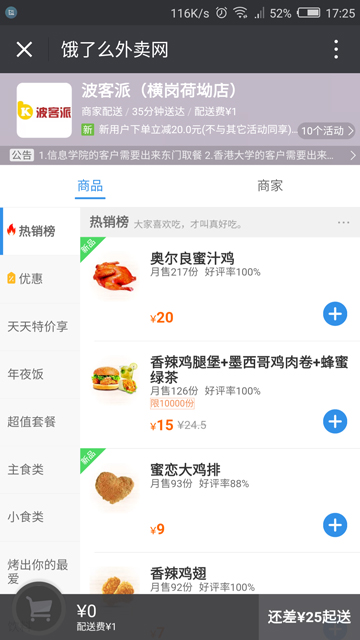 116K/s 52% 17:25
饿了么外卖网
波客派
波客派（横岗荷坳店）
商家配送 / 35分钟送达 / 配送费¥1
新 新用户下单立减20.0元(不与其它活动同享)... 10个活动
公告 1.信息学院的客户需要出来东门取餐 2.香港大学的客户需要出来...
商品 商家
热销榜
优惠
天天特价享
年夜饭
超值套餐
主食类
小食类
烤出你的最爱
热销榜 大家喜欢吃，才叫真好吃。
新品
奥尔良蜜汁鸡
月售217份 好评率100%
¥20
香辣鸡腿堡+墨西哥鸡肉卷+蜂蜜
绿茶
月售126份 好评率100%
限10000份
¥15 ¥24.5
新品
蜜恋大鸡排
月售93份 好评率88%
¥9
香辣鸡翅
月售92份 好评率100%
¥0
配送费¥1
还差¥25起送